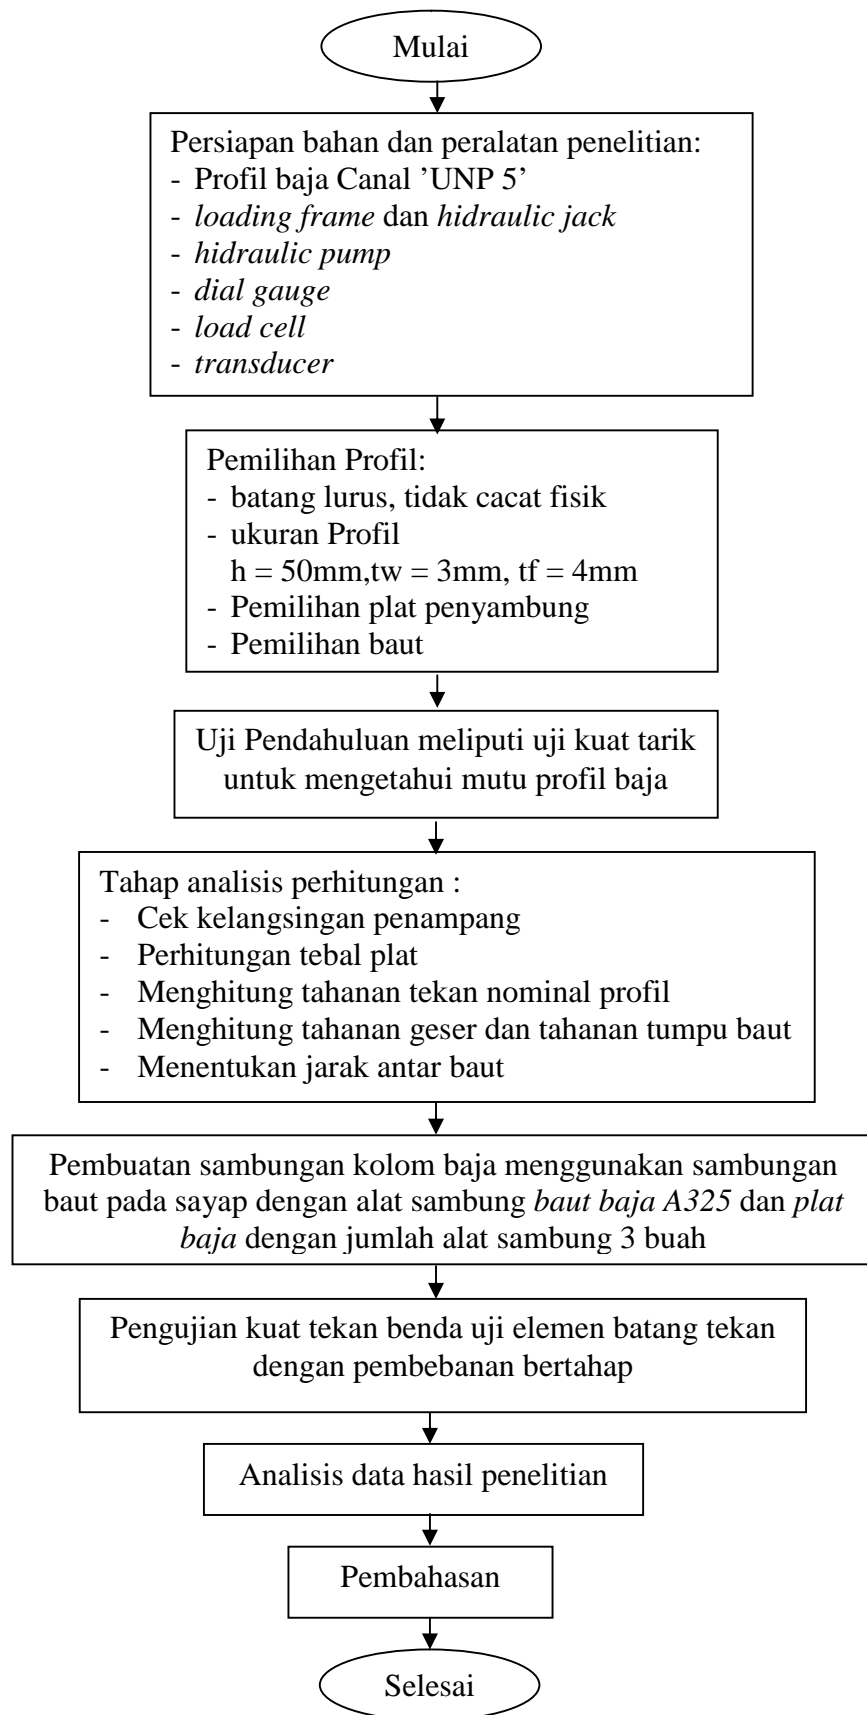 Mulai
Persiapan bahan dan peralatan penelitian:
- Profil baja Canal ’UNP 5’
- loading frame dan hidraulic jack
- hidraulic pump
- dial gauge
- load cell
- transducer
Pemilihan Profil:
- batang lurus, tidak cacat fisik
- ukuran Profil
h = 50mm,tw = 3mm, tf = 4mm
- Pemilihan plat penyambung
- Pemilihan baut
Uji Pendahuluan meliputi uji kuat tarik
untuk mengetahui mutu profil baja
Tahap analisis perhitungan :
- Cek kelangsingan penampang
- Perhitungan tebal plat
- Menghitung tahanan tekan nominal profil
- Menghitung tahanan geser dan tahanan tumpu baut
- Menentukan jarak antar baut
Pembuatan sambungan kolom baja menggunakan sambungan
baut pada sayap dengan alat sambung baut baja A325 dan plat
baja dengan jumlah alat sambung 3 buah
Pengujian kuat tekan benda uji elemen batang tekan
dengan pembebanan bertahap
Analisis data hasil penelitian
Pembahasan
Selesai